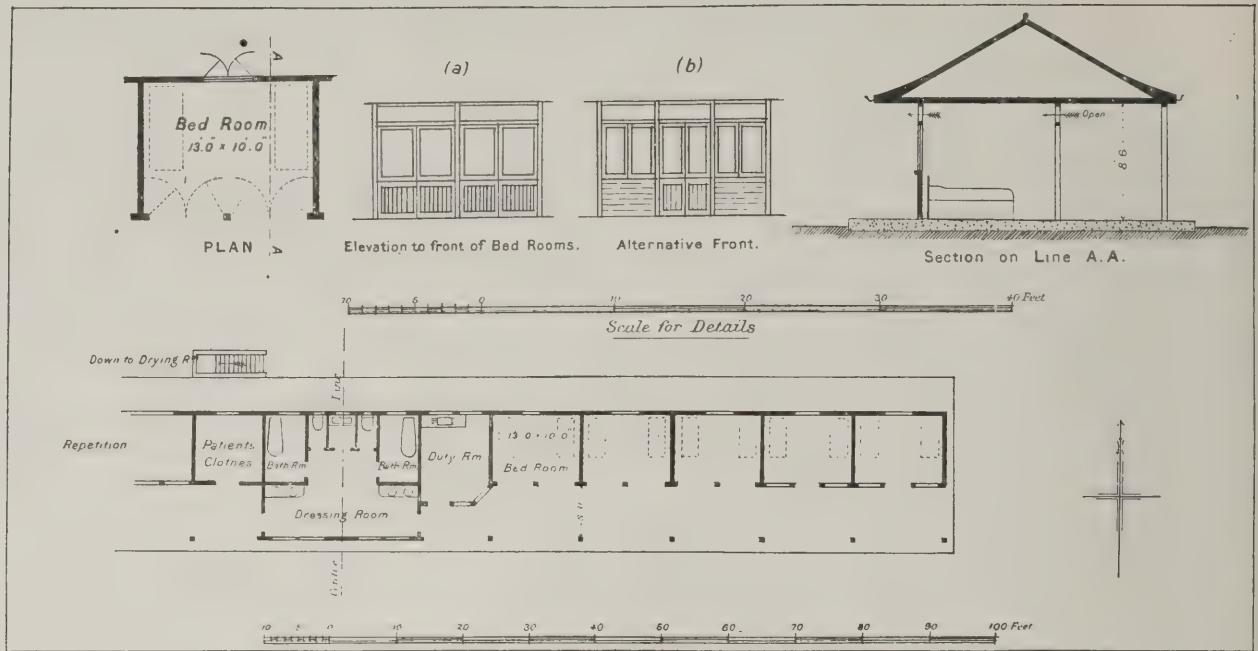 (a)
(b)
A
Bed Room
13.0" × 10.0"
Open
8 6
PLAN
A
Elevation to front of Bed Rooms.
Alternative Front.
Section on Line A.A.
10 5 0 10 20 30 40 Feet
Scale for Details
Down to Drying Rm
Line
Repetition
Patients
Clothes
Bath Rm
Bath Rm
Duty Rm
13.0 × 10.0"
Bed Room
Dressing Room
Centre
10 5 0 10 20 30 40 50 60 70 80 90 100 Feet